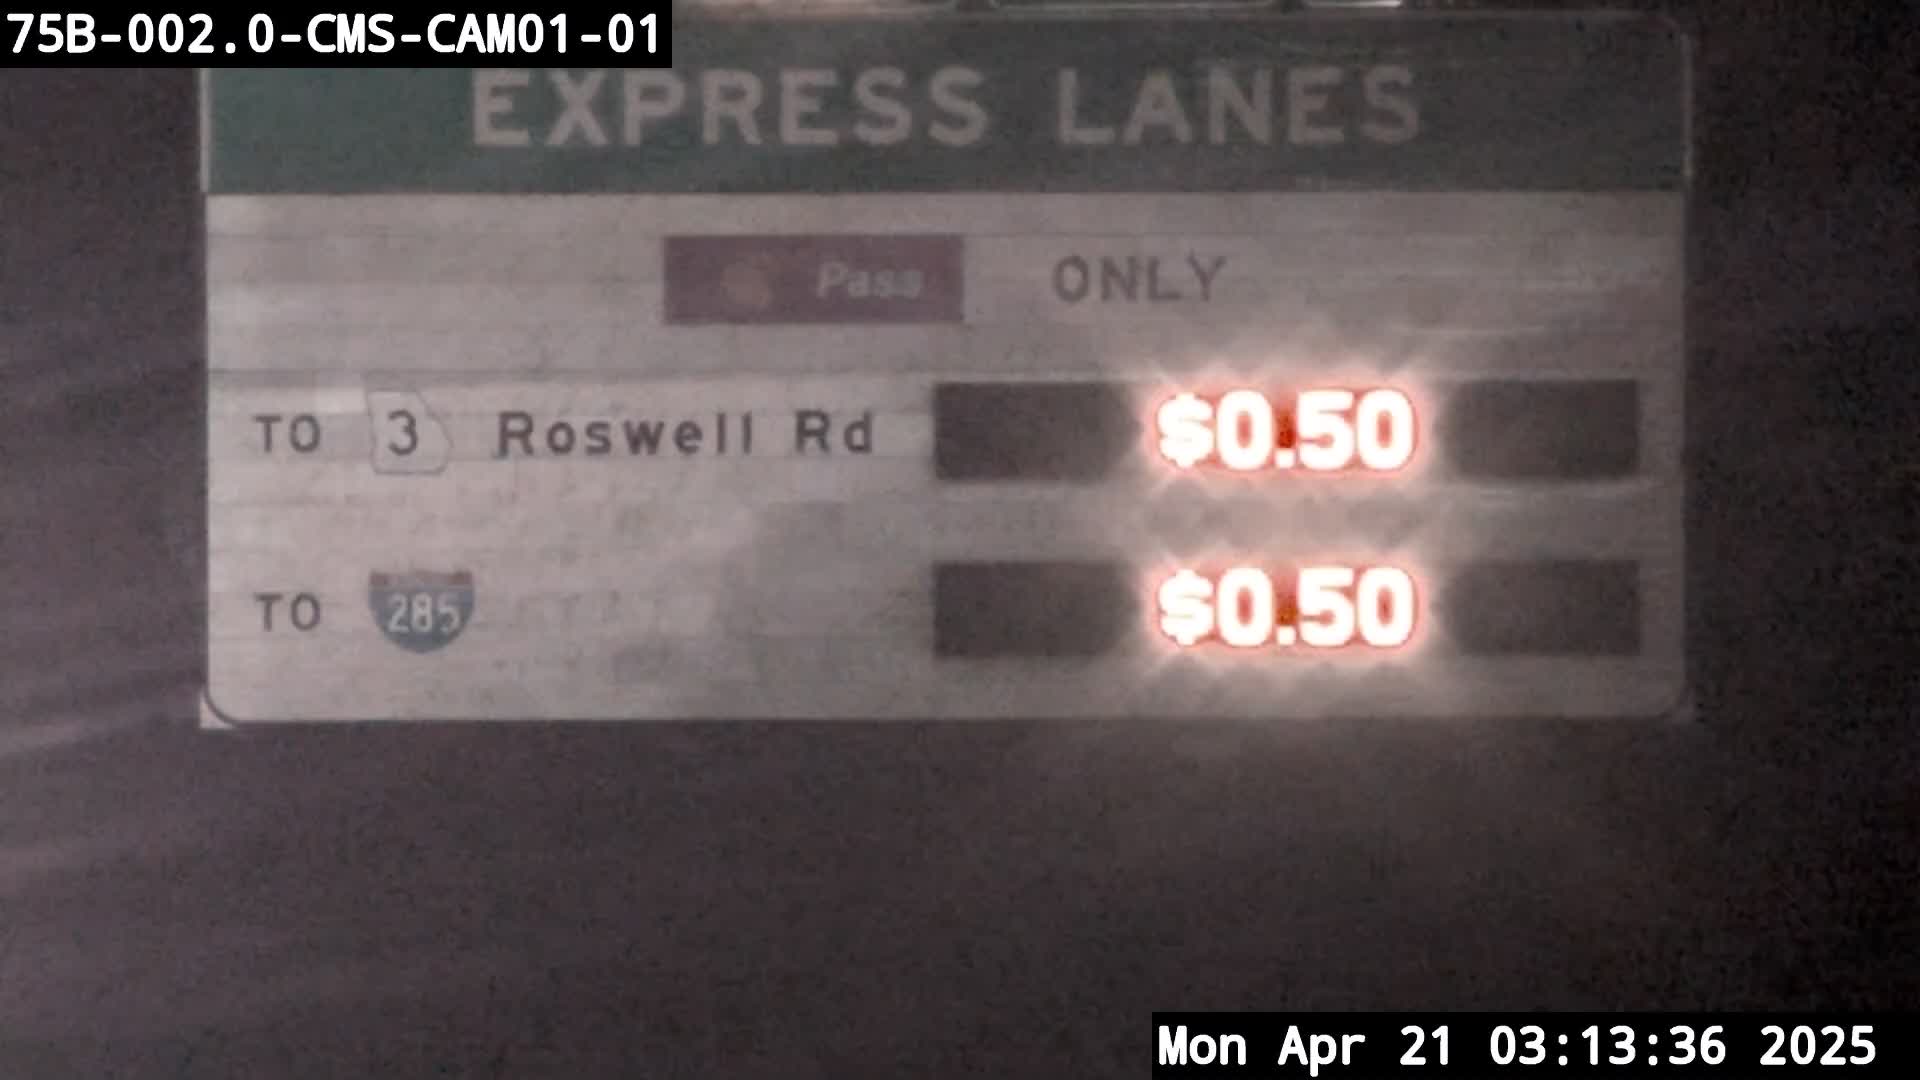 75B-002.0-CMS-CAM01-01
EXPRESS LANES
Pass ONLY
TO 3 Roswell Rd $0.50
TO 285 $0.50
Mon Apr 21 03:13:36 2025